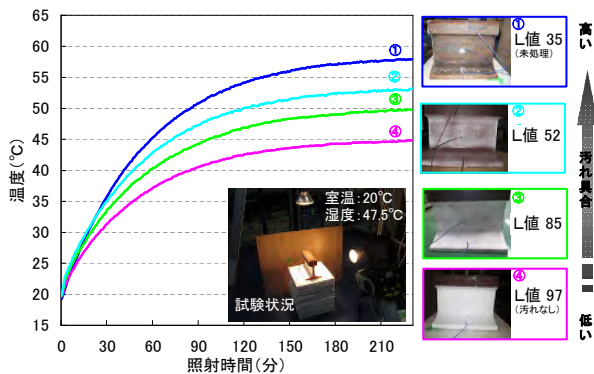 温度(℃)
65
60
55
50
45
40
35
30
25
20
15
0
30
60
90
120
150
180
210
照射時間(分)
①
②
③
④
室温:20℃
湿度:47.5℃
試験状況
①
L値 35
(未処理)
②
L値 52
③
L値 85
④
L値 97
(汚れなし)
高い
汚れ具合
低い